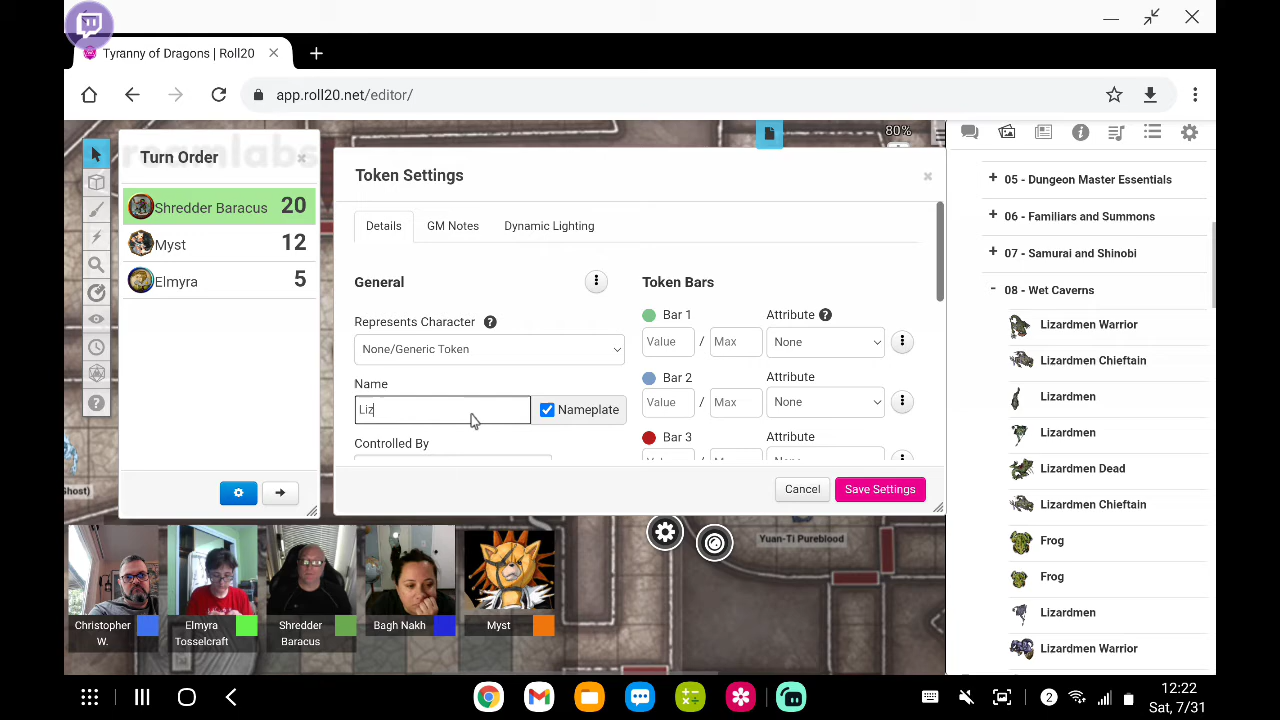 Tyranny of Dragons | Roll20
app.roll20.net/editor/
80%
roomlabs
Turn Order
Shredder Baracus 20
Myst 12
Elmyra 5
Token Settings
Details
GM Notes
Dynamic Lighting
General
Represents Character
None/Generic Token
Name
Liz
Nameplate
Controlled By
Token Bars
Bar 1
Attribute
Value / Max
None
Bar 2
Attribute
Value / Max
None
Bar 3
Attribute
Cancel
Save Settings
Ghost)
Yuan-Ti Pureblood
Christopher
W.
Elmyra
Tosselcraft
Shredder
Baracus
Bagh Nakh
Myst
05 - Dungeon Master Essentials
06 - Familiars and Summons
07 - Samurai and Shinobi
08 - Wet Caverns
Lizardmen Warrior
Lizardmen Chieftain
Lizardmen
Lizardmen
Lizardmen Dead
Lizardmen Chieftain
Frog
Frog
Lizardmen
Lizardmen Warrior
2
12:22
Sat, 7/31